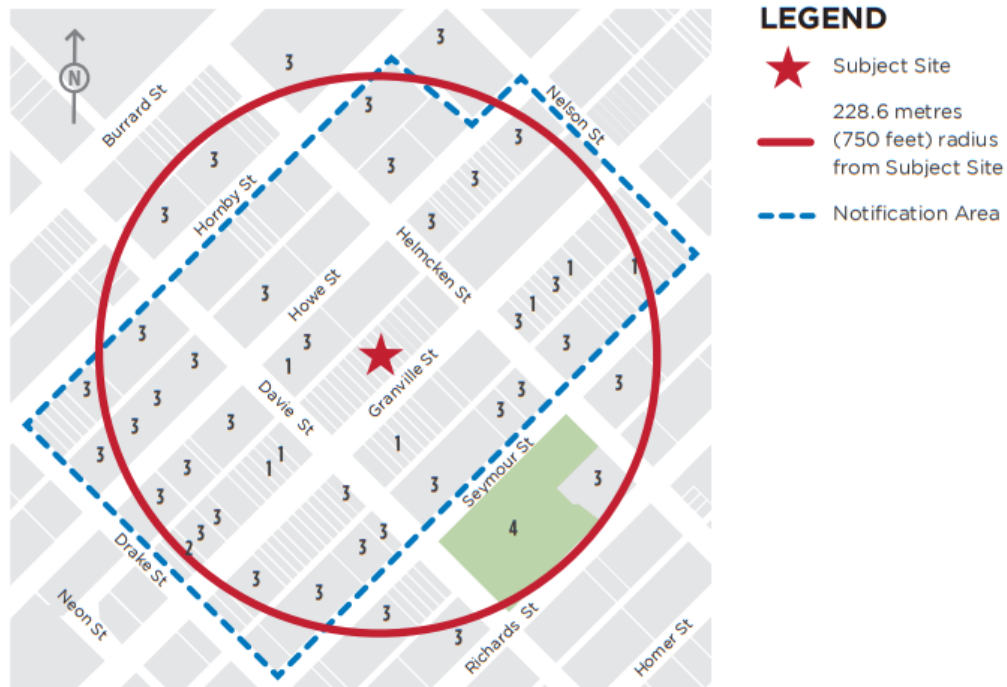 LEGEND
Subject Site
228.6 metres
(750 feet) radius
from Subject Site
Notification Area
N
Burrard St
Nelson St
Hornby St
Helmcken St
Howe St
Granville St
Davie St
Seymour St
Drake St
Neon St
Richards St
Homer St
3
3
3
3
3
3
3
3
3
3
1
1
3
3
1
3
3
3
3
1
3
3
3
3
3
3
3
3
1
3
1
1
3
3
3
3
3
4
3
3
3
3
2
3
3
3
3